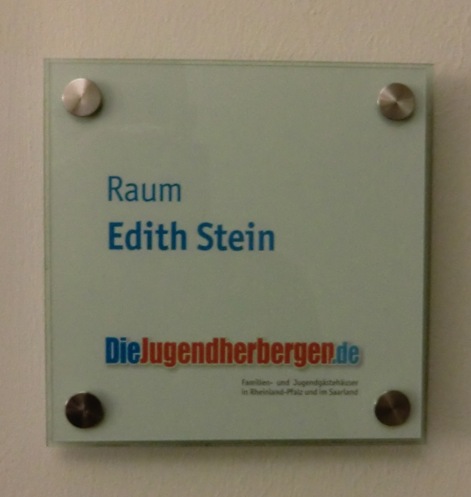 Raum
Edith Stein
DieJugendherbergen.de
Familien- und Jugendgästehäuser
in Rheinland-Pfalz und im Saarland